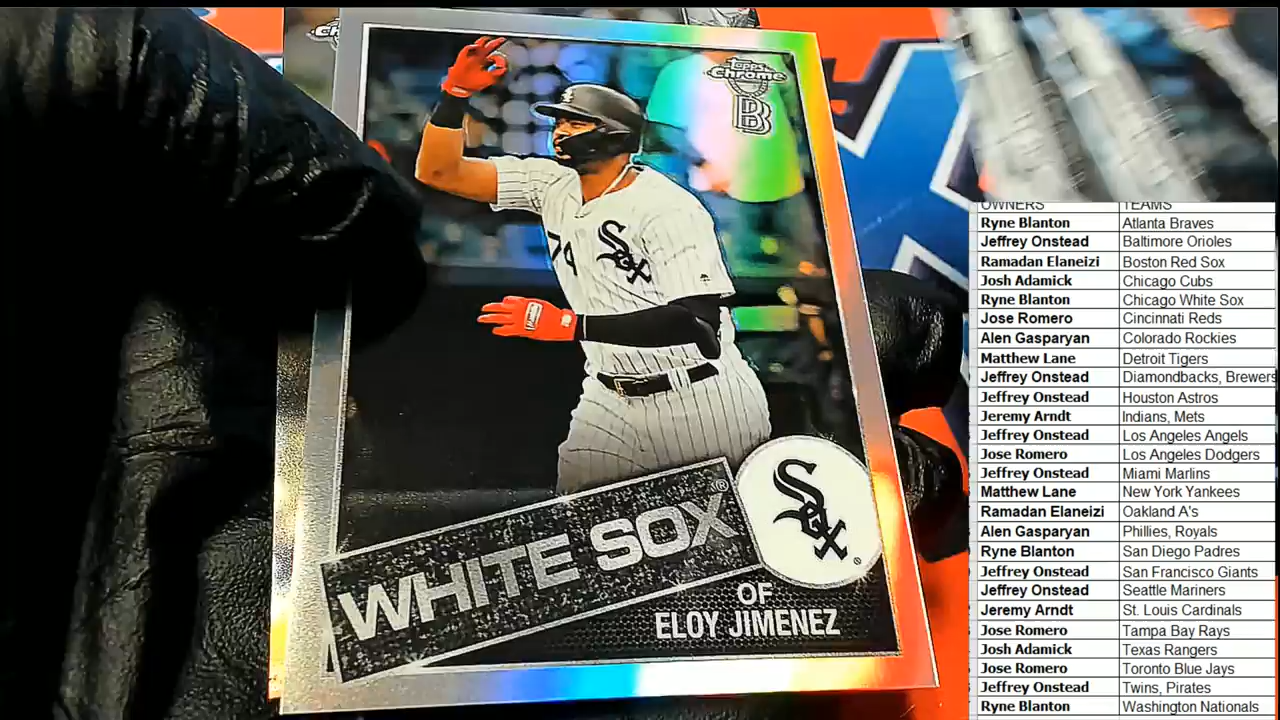 Topps
Chrome
B
74
Sox
WHITE SOX®
Sox
OF
ELOY JIMENEZ
OWNERS TEAMS
Ryne Blanton Atlanta Braves
Jeffrey Onstead Baltimore Orioles
Ramadan Elaneizi Boston Red Sox
Josh Adamick Chicago Cubs
Ryne Blanton Chicago White Sox
Jose Romero Cincinnati Reds
Alen Gasparyan Colorado Rockies
Matthew Lane Detroit Tigers
Jeffrey Onstead Diamondbacks, Brewers
Jeffrey Onstead Houston Astros
Jeremy Arndt Indians, Mets
Jeffrey Onstead Los Angeles Angels
Jose Romero Los Angeles Dodgers
Jeffrey Onstead Miami Marlins
Matthew Lane New York Yankees
Ramadan Elaneizi Oakland A's
Alen Gasparyan Phillies, Royals
Ryne Blanton San Diego Padres
Jeffrey Onstead San Francisco Giants
Jeffrey Onstead Seattle Mariners
Jeremy Arndt St. Louis Cardinals
Jose Romero Tampa Bay Rays
Josh Adamick Texas Rangers
Jose Romero Toronto Blue Jays
Jeffrey Onstead Twins, Pirates
Ryne Blanton Washington Nationals